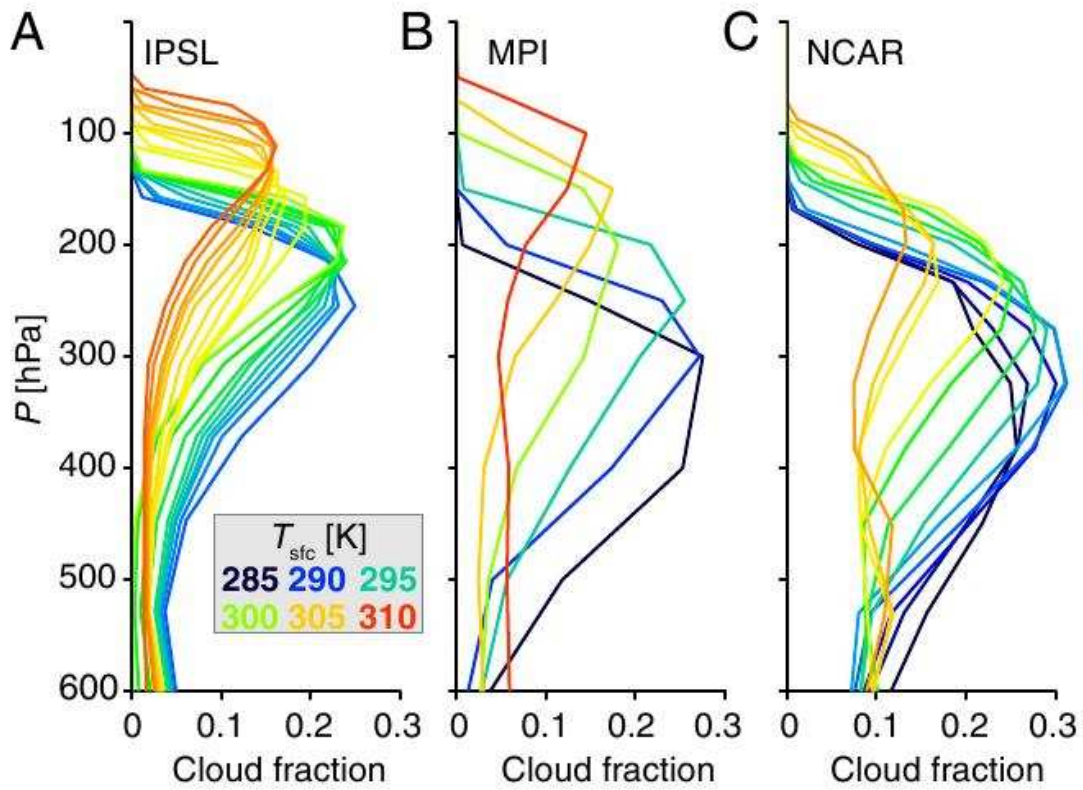 A
IPSL
B
MPI
C
NCAR
P [hPa]
100
200
300
400
500
600
T_sfc [K]
285 290 295
300 305 310
0 0.1 0.2 0.3
0 0.1 0.2 0.3
0 0.1 0.2 0.3
Cloud fraction
Cloud fraction
Cloud fraction